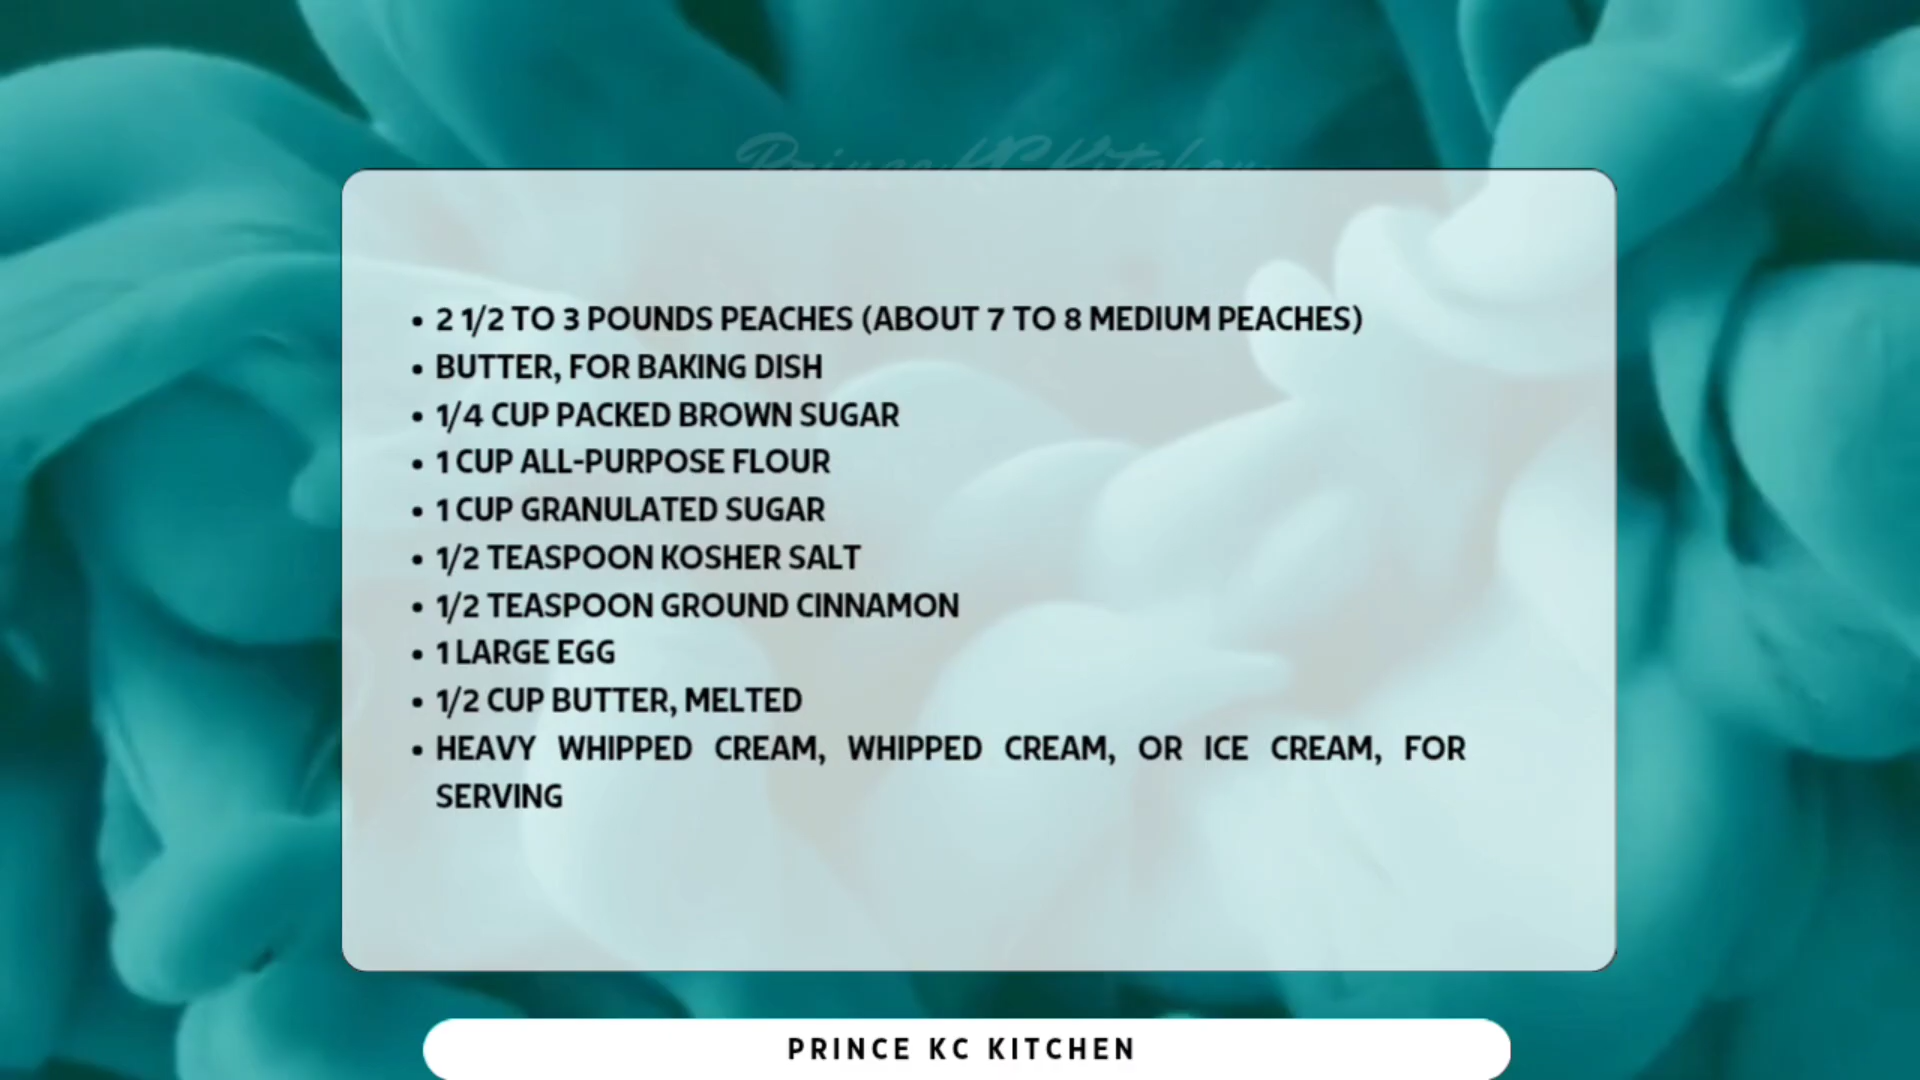 Prince KC Kitchen
• 2 1/2 TO 3 POUNDS PEACHES (ABOUT 7 TO 8 MEDIUM PEACHES)
• BUTTER, FOR BAKING DISH
• 1/4 CUP PACKED BROWN SUGAR
• 1 CUP ALL-PURPOSE FLOUR
• 1 CUP GRANULATED SUGAR
• 1/2 TEASPOON KOSHER SALT
• 1/2 TEASPOON GROUND CINNAMON
• 1 LARGE EGG
• 1/2 CUP BUTTER, MELTED
• HEAVY WHIPPED CREAM, WHIPPED CREAM, OR ICE CREAM, FOR
SERVING
PRINCE KC KITCHEN